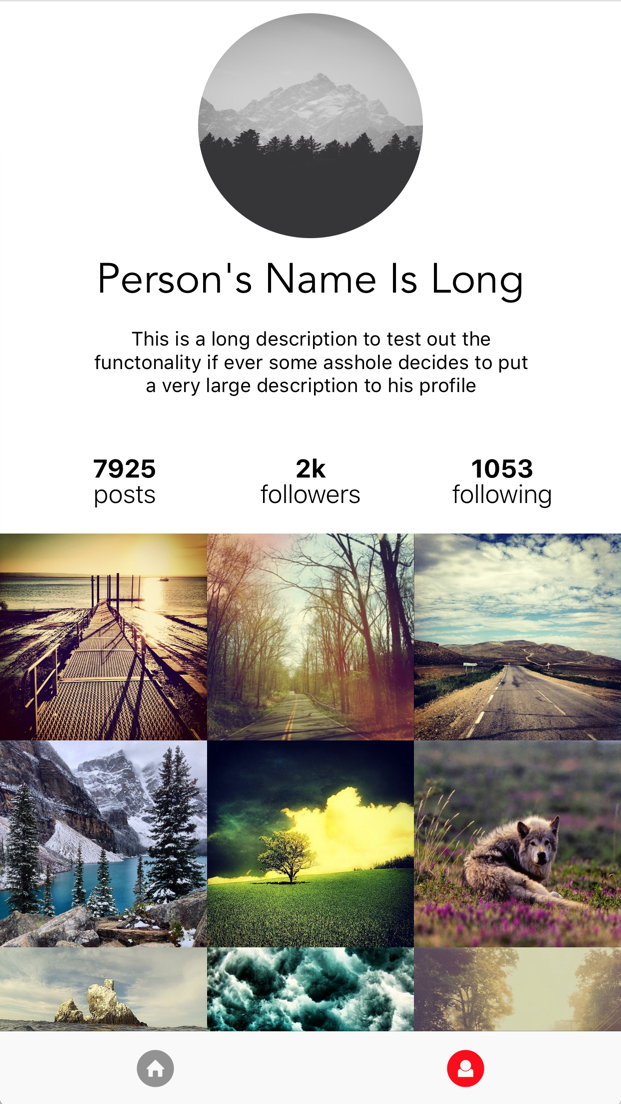 Person's Name Is Long
This is a long description to test out the
functonality if ever some asshole decides to put
a very large description to his profile
7925
posts
2k
followers
1053
following